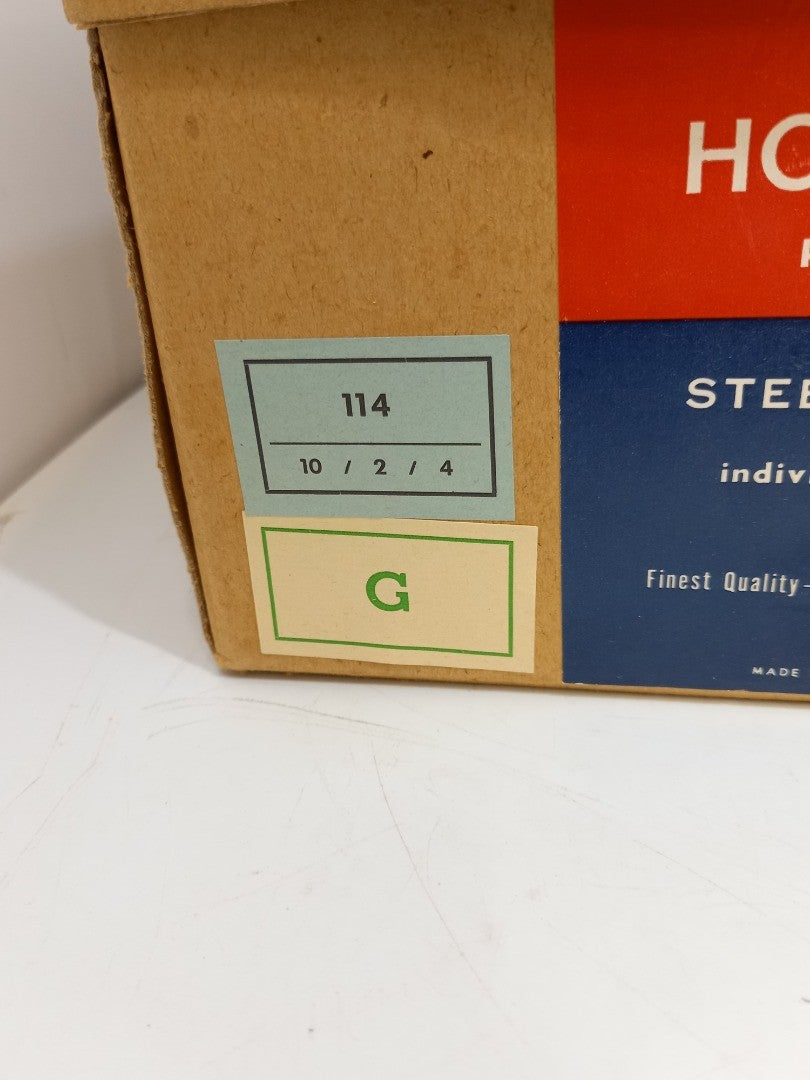 114
10 / 2 / 4
G
HO
STEE
indiv
Finest Quality-
MADE